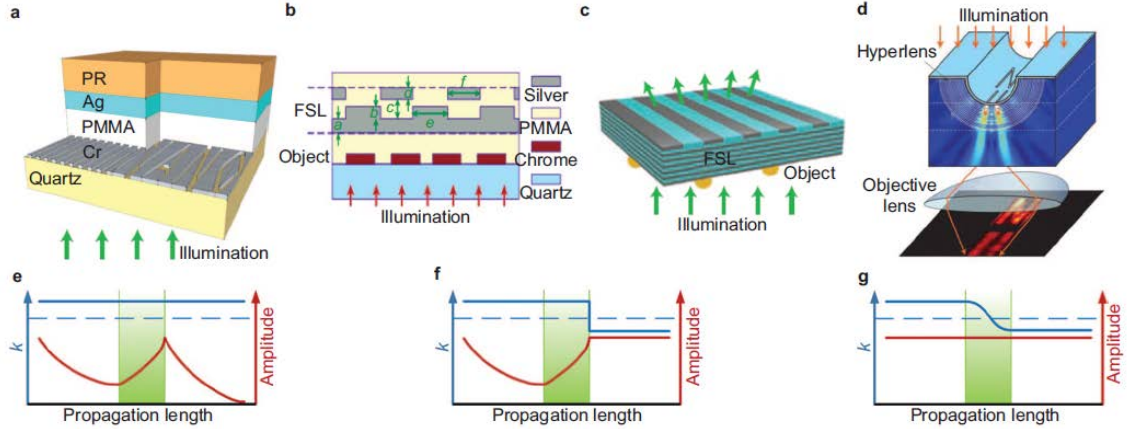 a
PR
Ag
PMMA
Cr
Quartz
Illumination
b
f
d
FSL
c
b
a
e
Object
Silver
PMMA
Chrome
Quartz
Illumination
c
FSL
Object
Illumination
d
Illumination
Hyperlens
Objective
lens
e
k
Amplitude
Propagation length
f
k
Amplitude
Propagation length
g
k
Amplitude
Propagation length